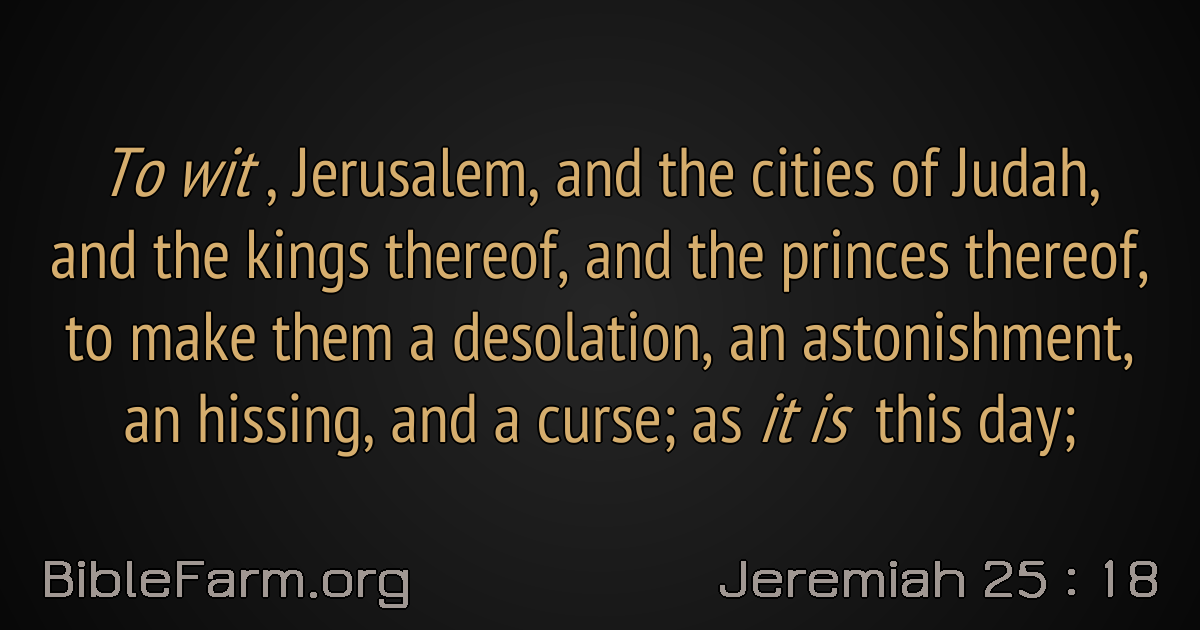 To wit , Jerusalem, and the cities of Judah,
and the kings thereof, and the princes thereof,
to make them a desolation, an astonishment,
an hissing, and a curse; as it is this day;
BibleFarm.org
Jeremiah 25 : 18